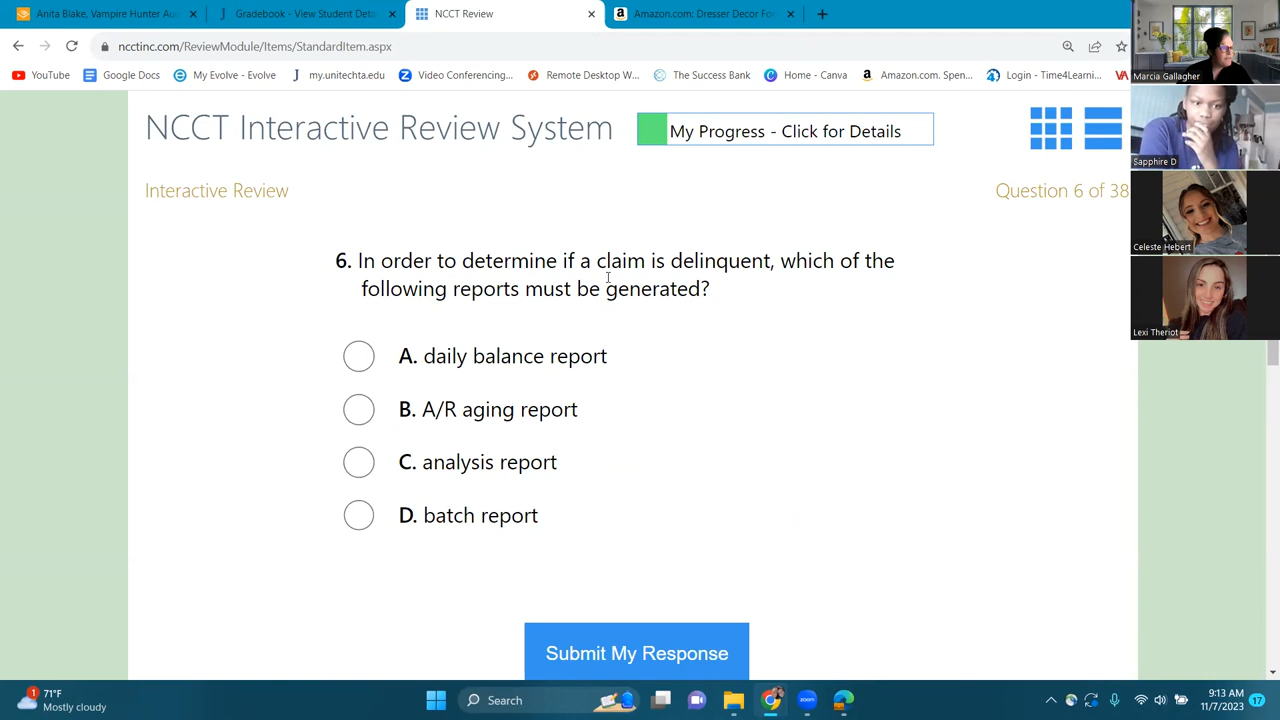 Anita Blake, Vampire Hunter Au
Gradebook - View Student Deta
NCCT Review
Amazon.com: Dresser Decor Fo
ncctinc.com/ReviewModule/Items/StandardItem.aspx
YouTube
Google Docs
My Evolve - Evolve
my.unitechta.edu
Video Conferencing...
Remote Desktop W...
The Success Bank
Home - Canva
Amazon.com. Spen...
Login - Time4Learni...
VA
NCCT Interactive Review System
My Progress - Click for Details
Interactive Review
Question 6 of 38
6. In order to determine if a claim is delinquent, which of the
following reports must be generated?
A. daily balance report
B. A/R aging report
C. analysis report
D. batch report
Submit My Response
Marcia Gallagher
Sapphire D
Celeste Hebert
Lexi Theriot
1
71°F
Mostly cloudy
Search
zoom
9:13 AM
11/7/2023
17